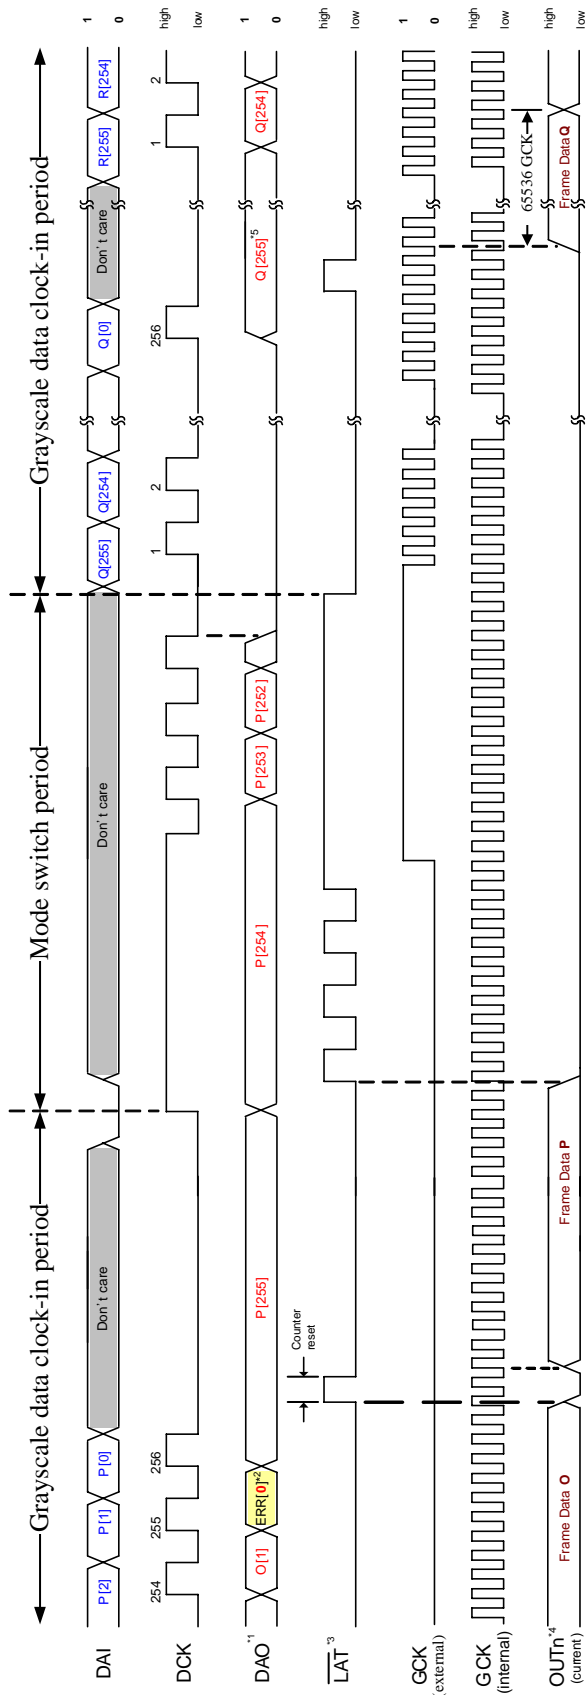 Grayscale data clock-in period
Mode switch period
Grayscale data clock-in period
DAI
P[2]
P[1]
P[0]
Don't care
Don't care
Q[255]
Q[254]
Q[0]
Don't care
R[255]
R[254]
1
0
DCK
254
255
256
1
2
256
1
2
high
low
DAO*1
O[1]
ERR[0]*2
P[255]
P[254]
P[253]
P[252]
Q[255]*5
Q[254]
1
0
LAT*3
Counter
reset
high
low
GCK
(external)
1
0
GCK
(internal)
high
low
65536 GCK
OUTn*4
(current)
Frame Data O
Frame Data P
Frame Data Q
high
low